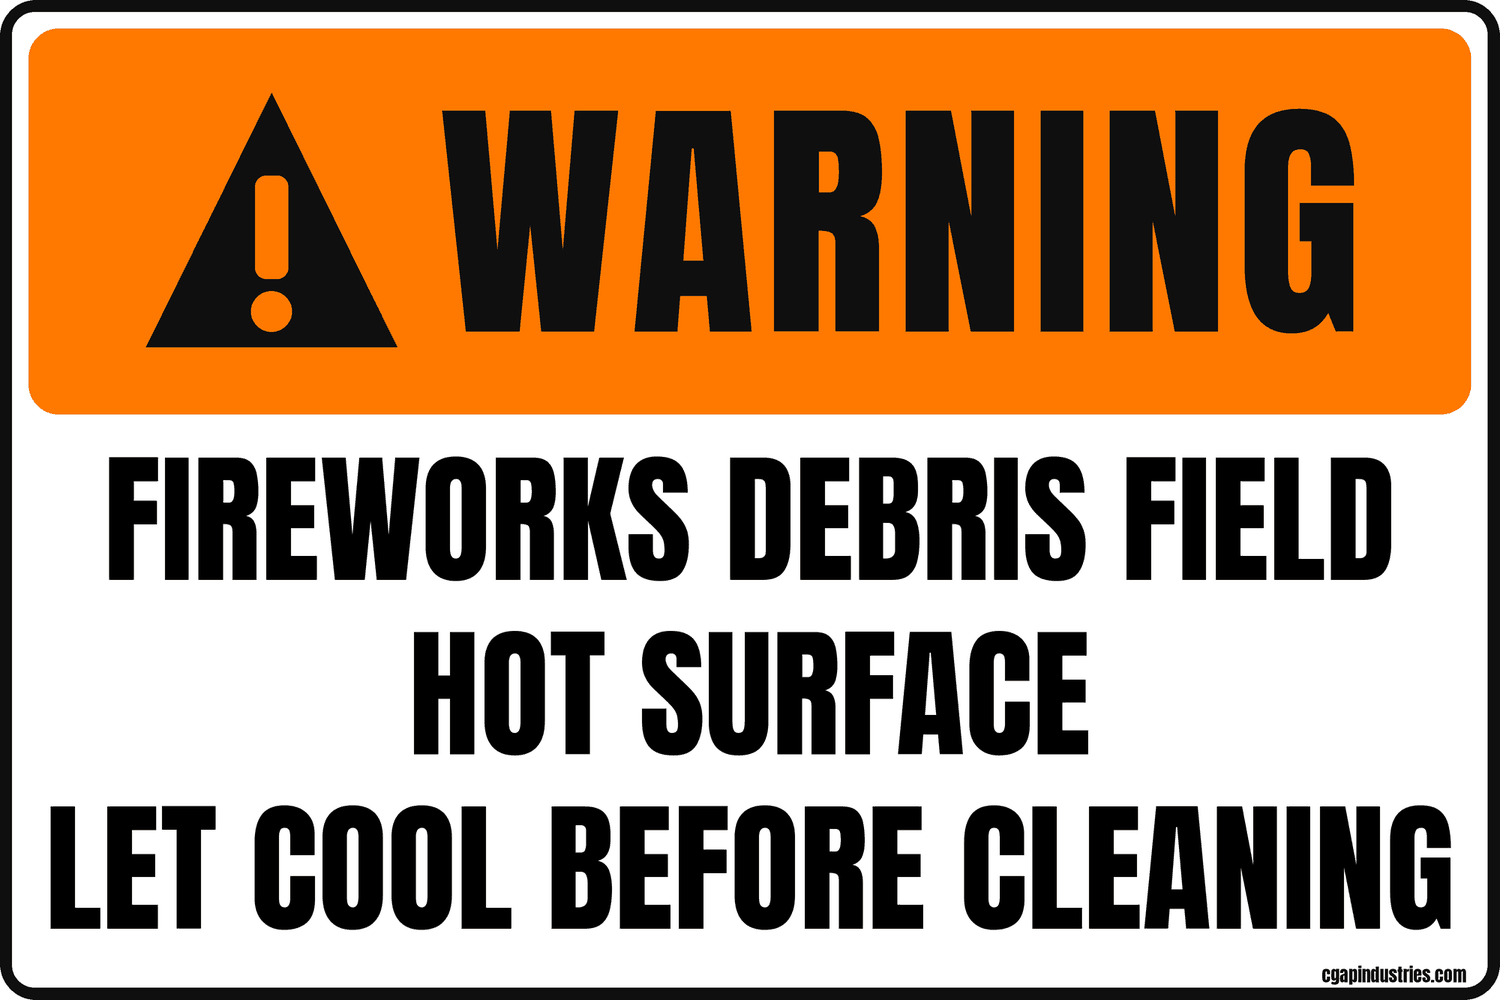 WARNING
FIREWORKS DEBRIS FIELD
HOT SURFACE
LET COOL BEFORE CLEANING
cgapindustries.com